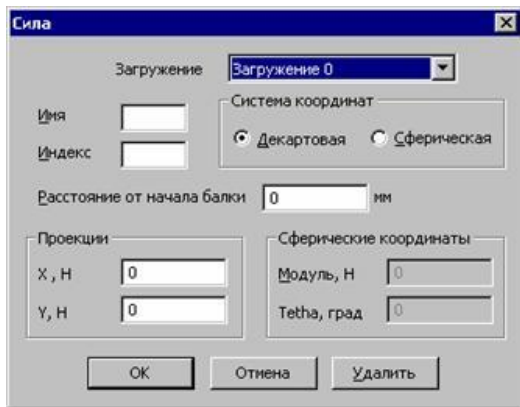 Сила
Загружение Загружение 0
Имя
Индекс
Система координат
Декартовая Сферическая
Расстояние от начала балки 0 мм
Проекции
X , Н 0
Y, Н 0
Сферические координаты
Модуль, Н 0
Tetha, град 0
OK Отмена Удалить